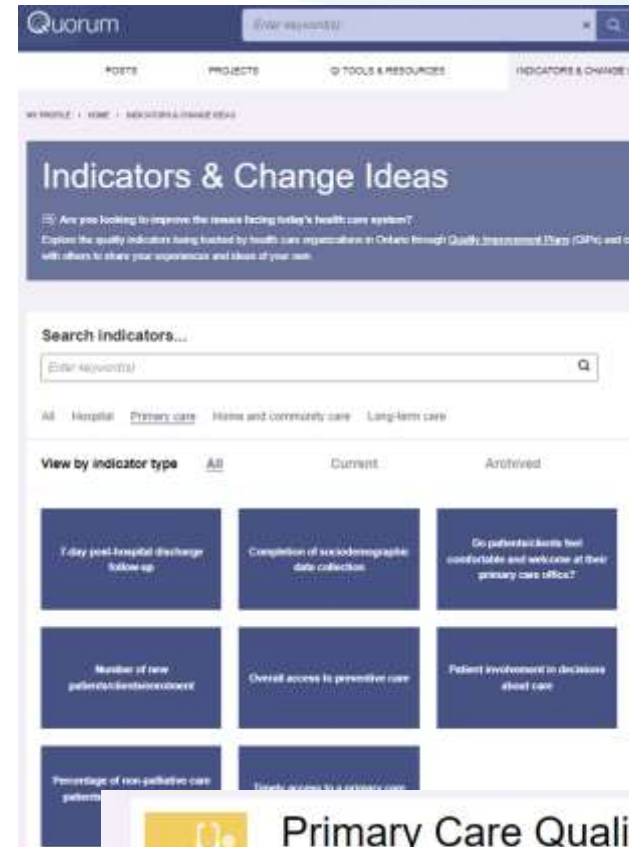 Quorum
Enter keyword(s)
POSTS PROJECTS QI TOOLS & RESOURCES INDICATORS & CHANGE
MY PROFILE HOME INDICATORS & CHANGE IDEAS
Indicators & Change Ideas
Are you looking to improve the issues facing today's health care system?
Explore the quality indicators being tracked by health care organizations in Ontario through Quality Improvement Plans (QIPs) and
with others to share your experiences and ideas of your own
Search indicators...
Enter keyword(s)
All Hospital Primary care Home and community care Long-term care
View by indicator type All Current Archived
7-day post-hospital discharge
follow-up
Completion of sociodemographic
data collection
Do patients/clients feel
comfortable and welcome at their
primary care office?
Number of new
patients/clients/enrolment
Overall access to preventive care
Patient involvement in decisions
about care
Percentage of non-palliative care
Timely access to a primary care
Primary Care Quali